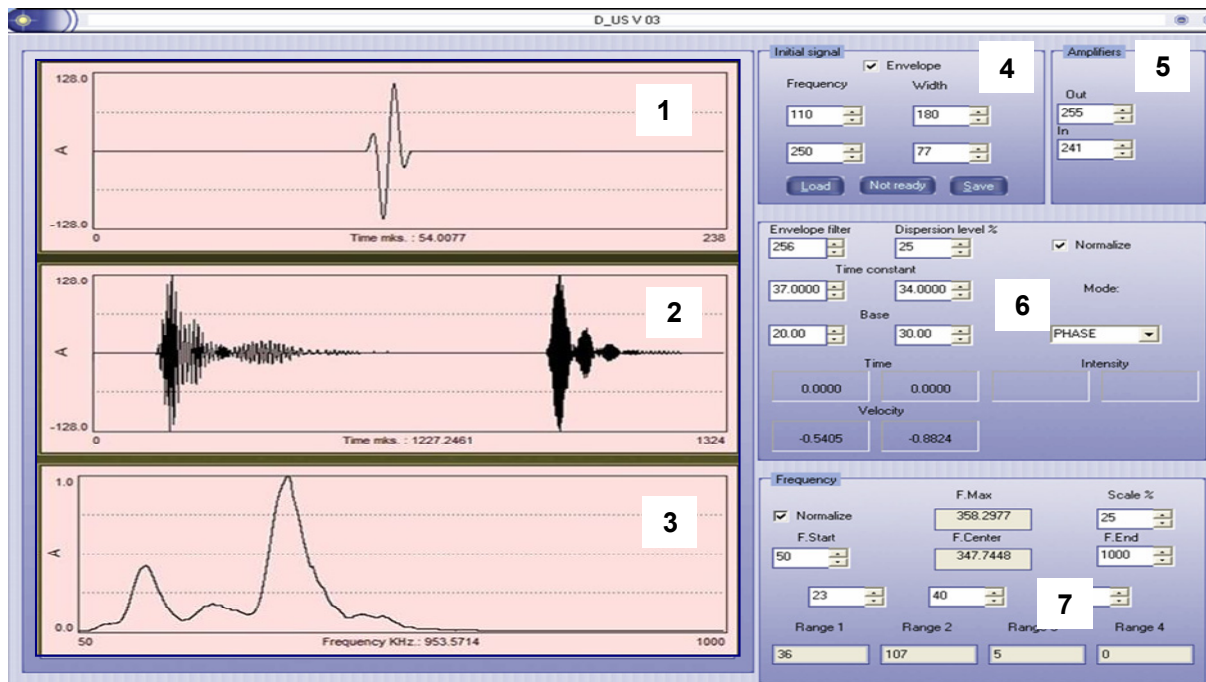 D_US V 03
128.0
A
-128.0
0
Time mks. : 54.0077
238
1
128.0
A
-128.0
0
Time mks. : 1227.2461
1324
2
1.0
A
0.0
50
Frequency KHz.: 953.5714
1000
3
Initial signal
4
Envelope
Frequency
Width
110
180
250
77
Load
Not ready
Save
Amplifiers
5
Out
255
In
241
Envelope filter
Dispersion level %
256
25
Normalize
Time constant
37.0000
34.0000
Mode:
Base
6
20.00
30.00
PHASE
Time
Intensity
0.0000
0.0000
Velocity
-0.5405
-0.8824
Frequency
F.Max
Scale %
Normalize
358.2977
25
F.Start
F.Center
F.End
50
347.7448
1000
23
40
7
Range 1
Range 2
Range 4
36
107
5
0